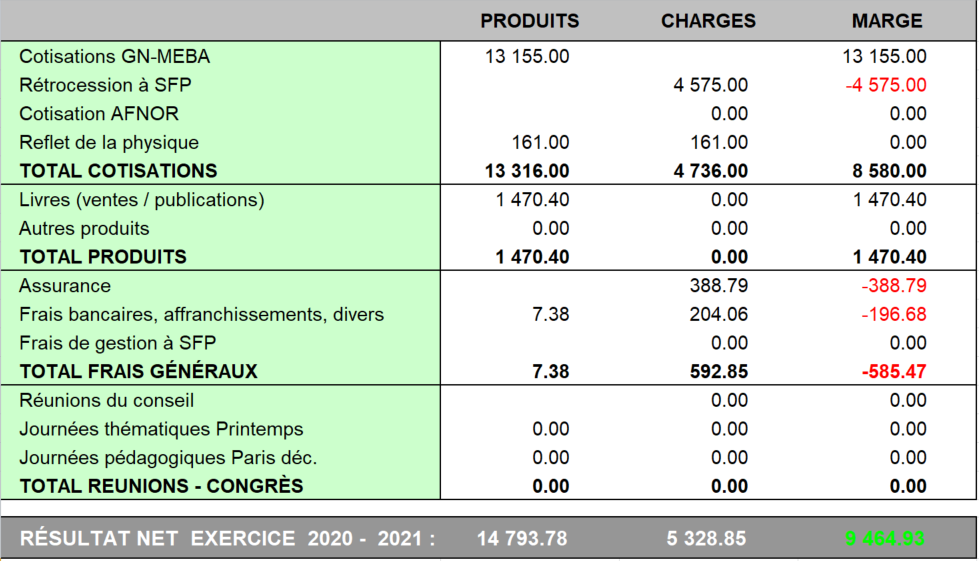 PRODUITS CHARGES MARGE
Cotisations GN-MEBA 13 155.00 13 155.00
Rétrocession à SFP 4 575.00 -4 575.00
Cotisation AFNOR 0.00 0.00
Reflet de la physique 161.00 161.00 0.00
TOTAL COTISATIONS 13 316.00 4 736.00 8 580.00
Livres (ventes / publications) 1 470.40 0.00 1 470.40
Autres produits 0.00 0.00 0.00
TOTAL PRODUITS 1 470.40 0.00 1 470.40
Assurance 388.79 -388.79
Frais bancaires, affranchissements, divers 7.38 204.06 -196.68
Frais de gestion à SFP 0.00 0.00
TOTAL FRAIS GÉNÉRAUX 7.38 592.85 -585.47
Réunions du conseil 0.00 0.00
Journées thématiques Printemps 0.00 0.00 0.00
Journées pédagogiques Paris déc. 0.00 0.00 0.00
TOTAL REUNIONS - CONGRÈS 0.00 0.00 0.00
RÉSULTAT NET EXERCICE 2020 - 2021 : 14 793.78 5 328.85 9 464.93